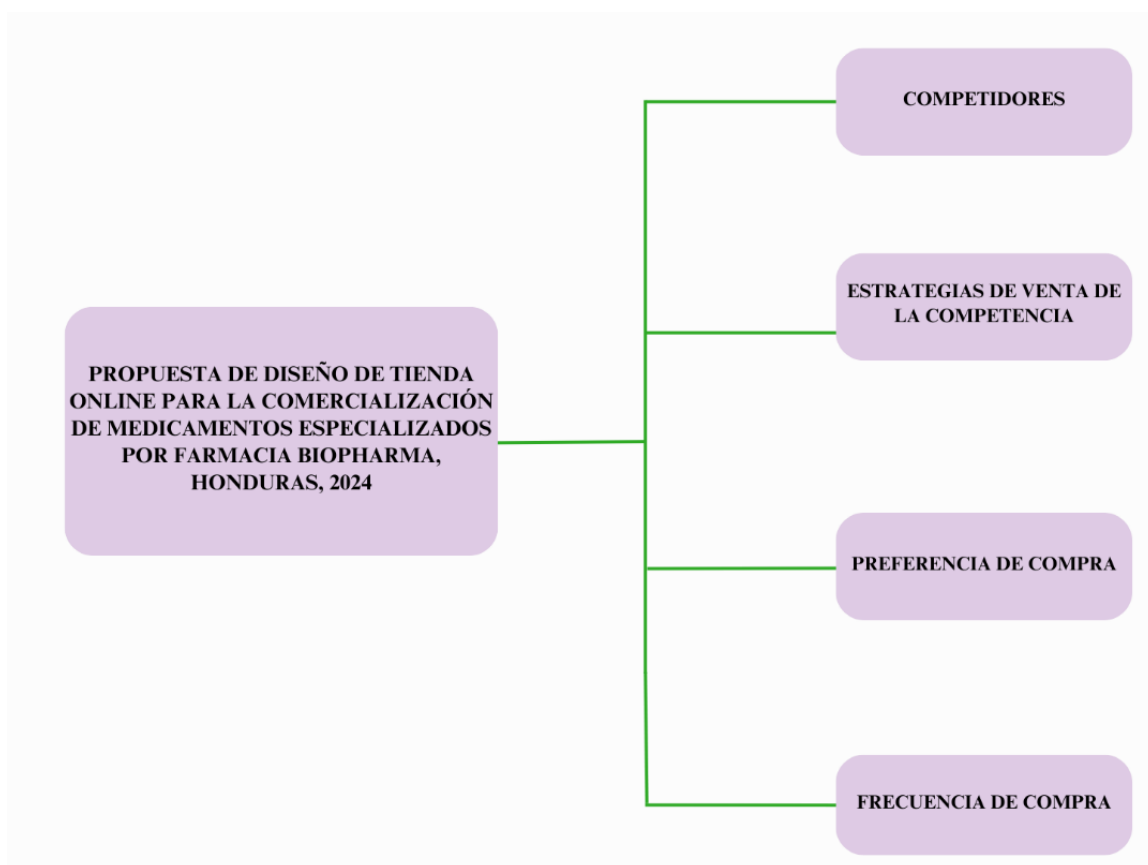 COMPETIDORES
ESTRATEGIAS DE VENTA DE
LA COMPETENCIA
PROPUESTA DE DISEÑO DE TIENDA
ONLINE PARA LA COMERCIALIZACIÓN
DE MEDICAMENTOS ESPECIALIZADOS
POR FARMACIA BIOPHARMA,
HONDURAS, 2024
PREFERENCIA DE COMPRA
FRECUENCIA DE COMPRA